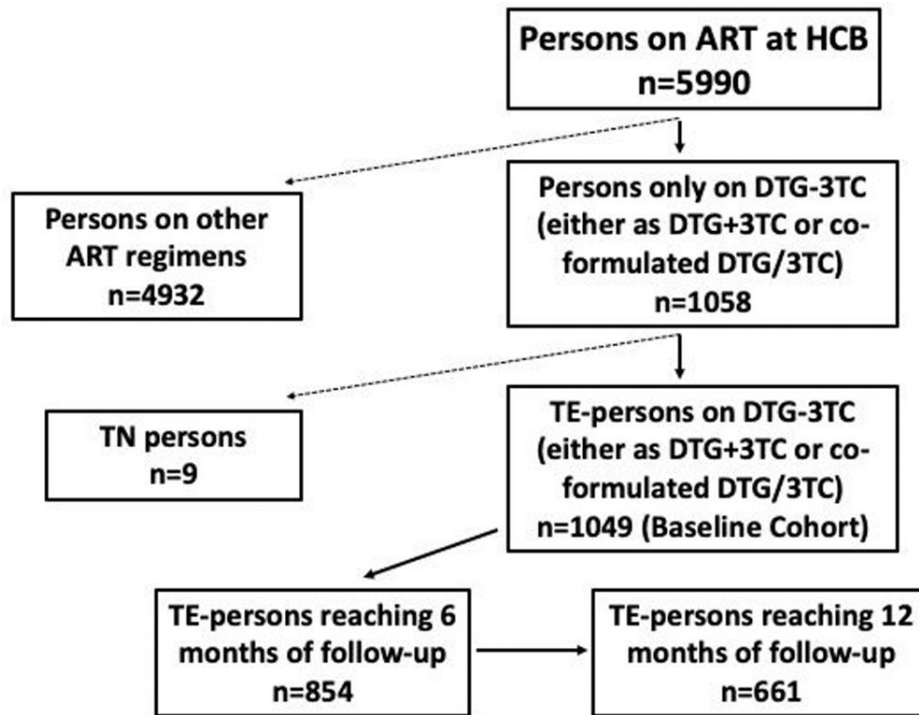 Persons on ART at HCB
n=5990
Persons on other
ART regimens
n=4932
Persons only on DTG-3TC
(either as DTG+3TC or co-
formulated DTG/3TC)
n=1058
TN persons
n=9
TE-persons on DTG-3TC
(either as DTG+3TC or co-
formulated DTG/3TC)
n=1049 (Baseline Cohort)
TE-persons reaching 6
months of follow-up
n=854
TE-persons reaching 12
months of follow-up
n=661